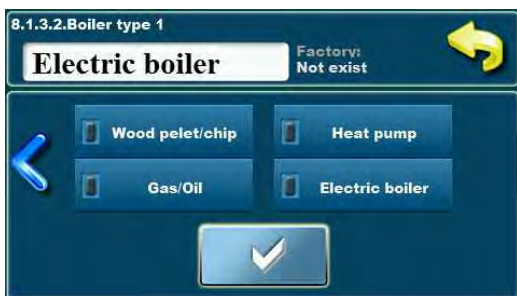 8.1.3.2.Boiler type 1
Electric boiler
Factory:
Not exist
Wood pelet/chip
Heat pump
Gas/Oil
Electric boiler